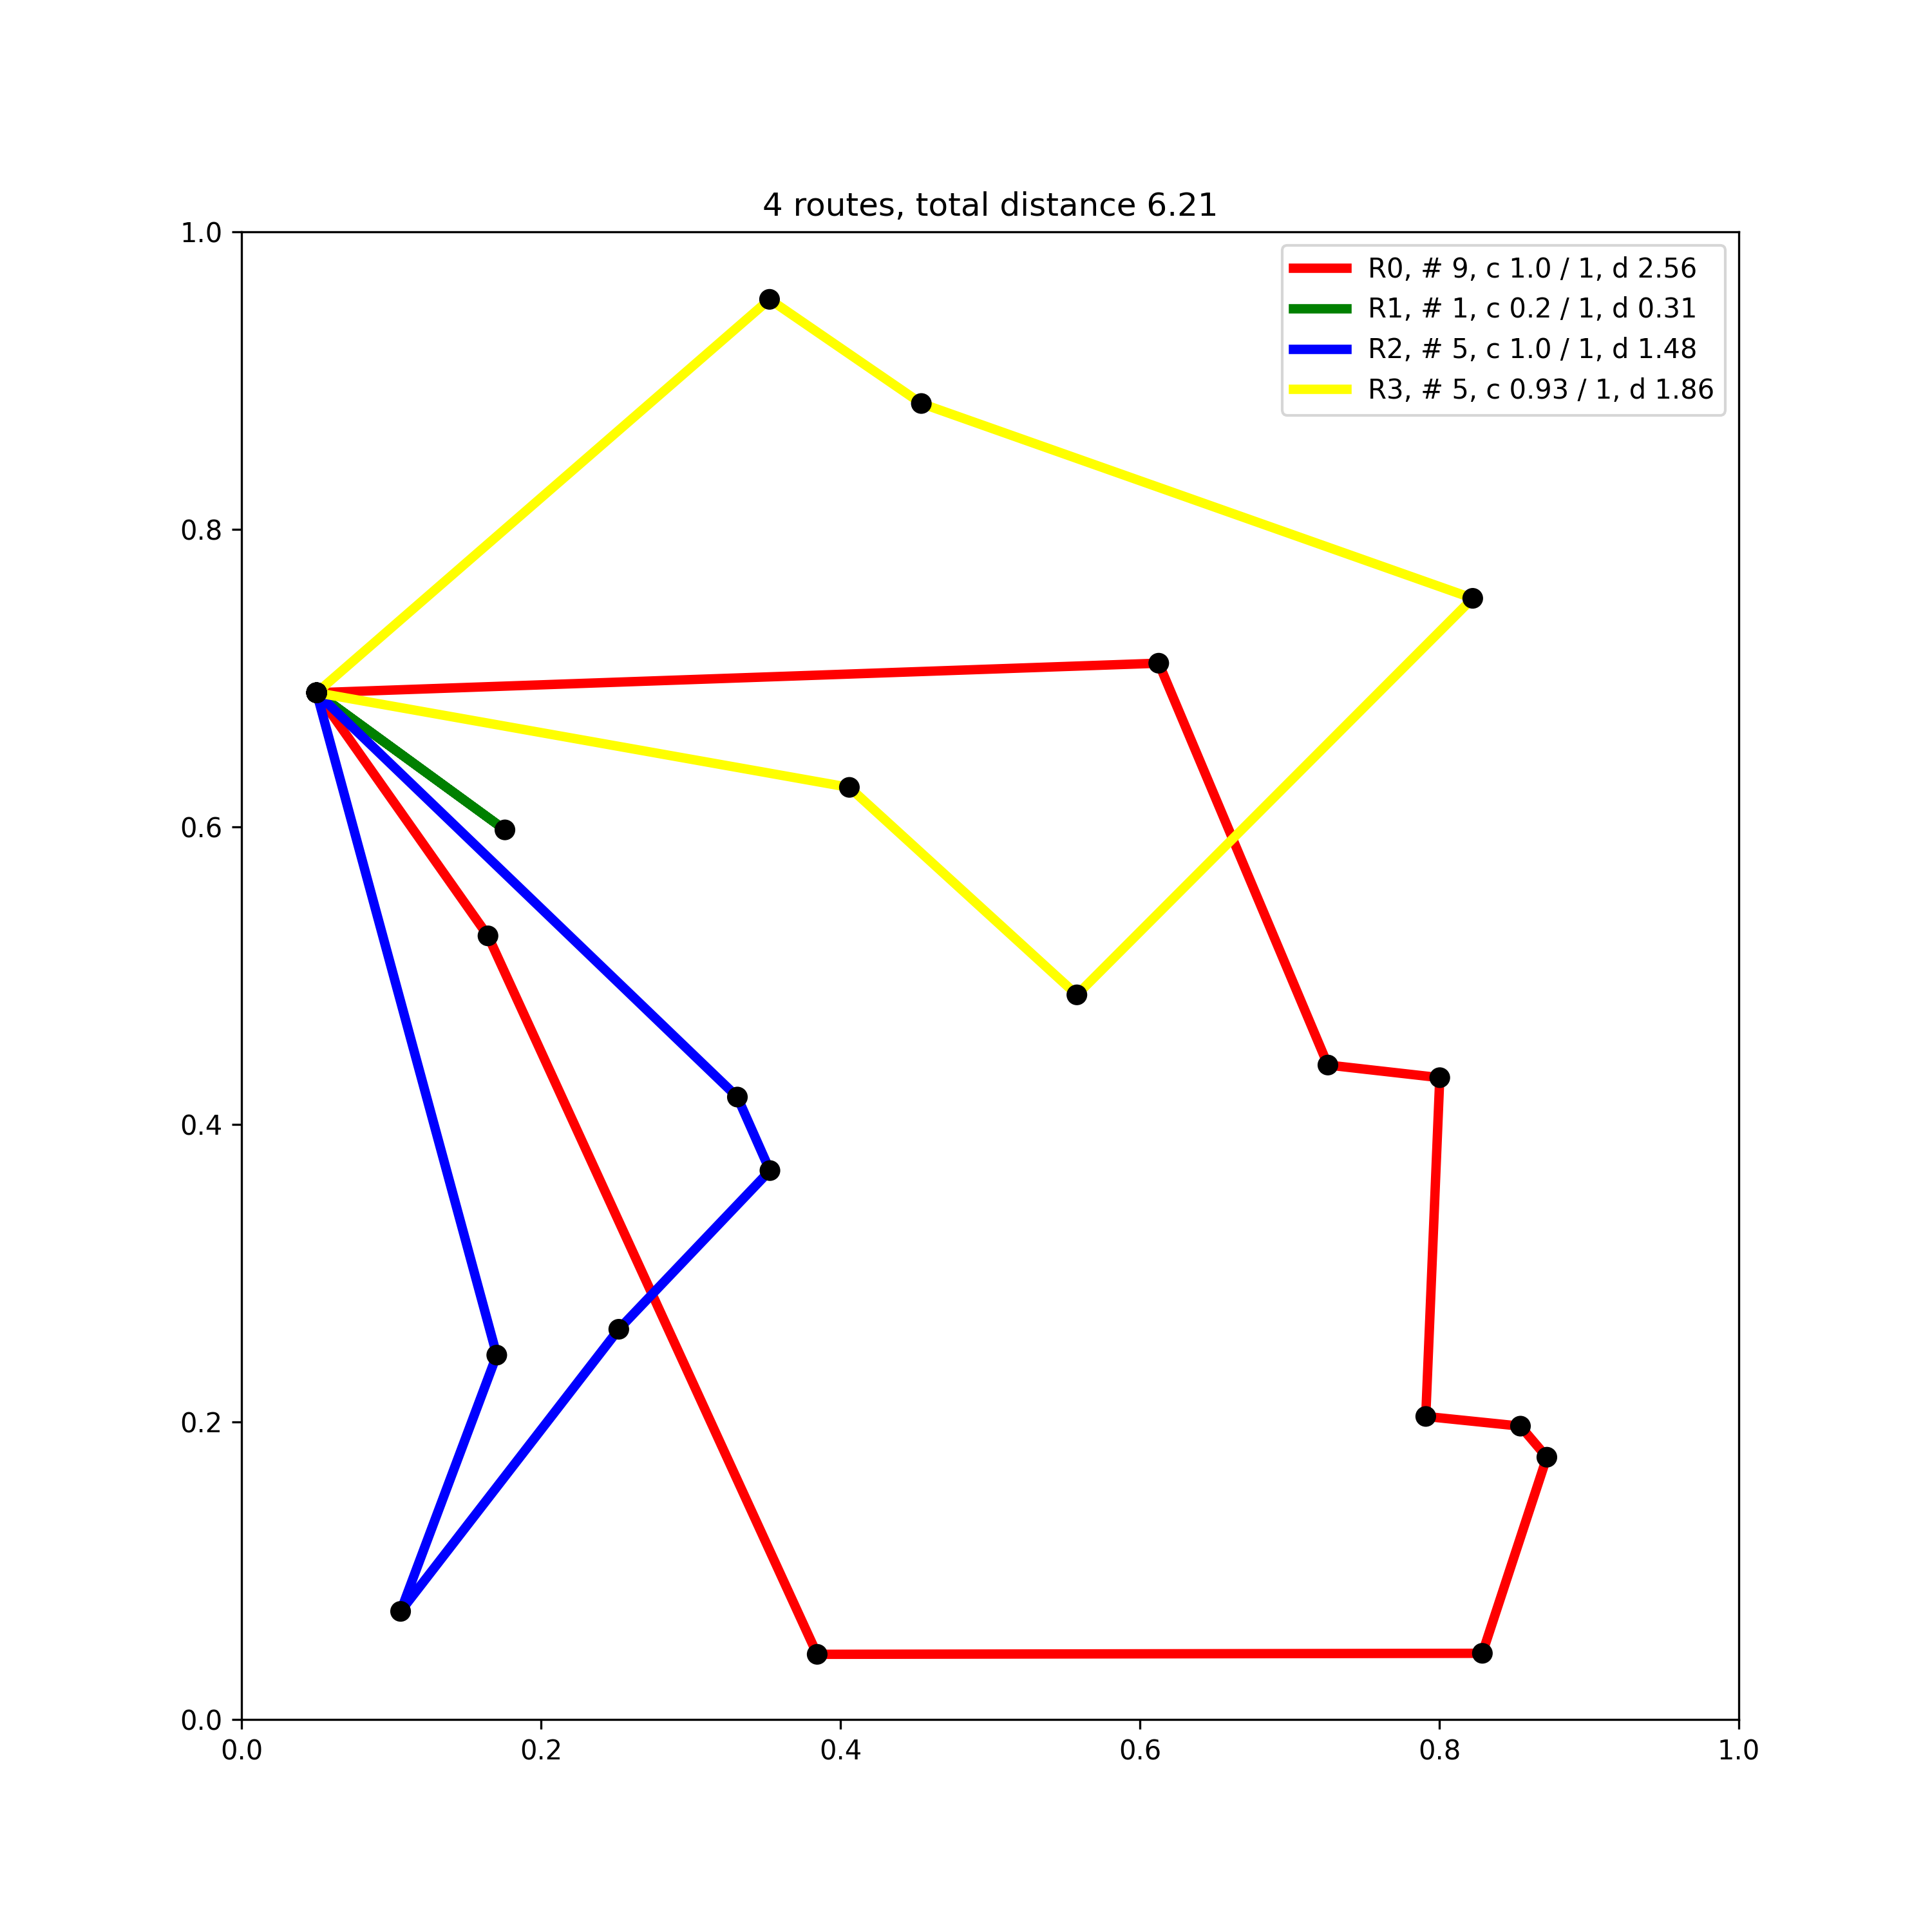 4 routes, total distance 6.21
1.0
R0, # 9, c 1.0 / 1, d 2.56
R1, # 1, c 0.2 / 1, d 0.31
R2, # 5, c 1.0 / 1, d 1.48
R3, # 5, c 0.93 / 1, d 1.86
0.8
0.6
0.4
0.2
0.0
0.0 0.2 0.4 0.6 0.8 1.0